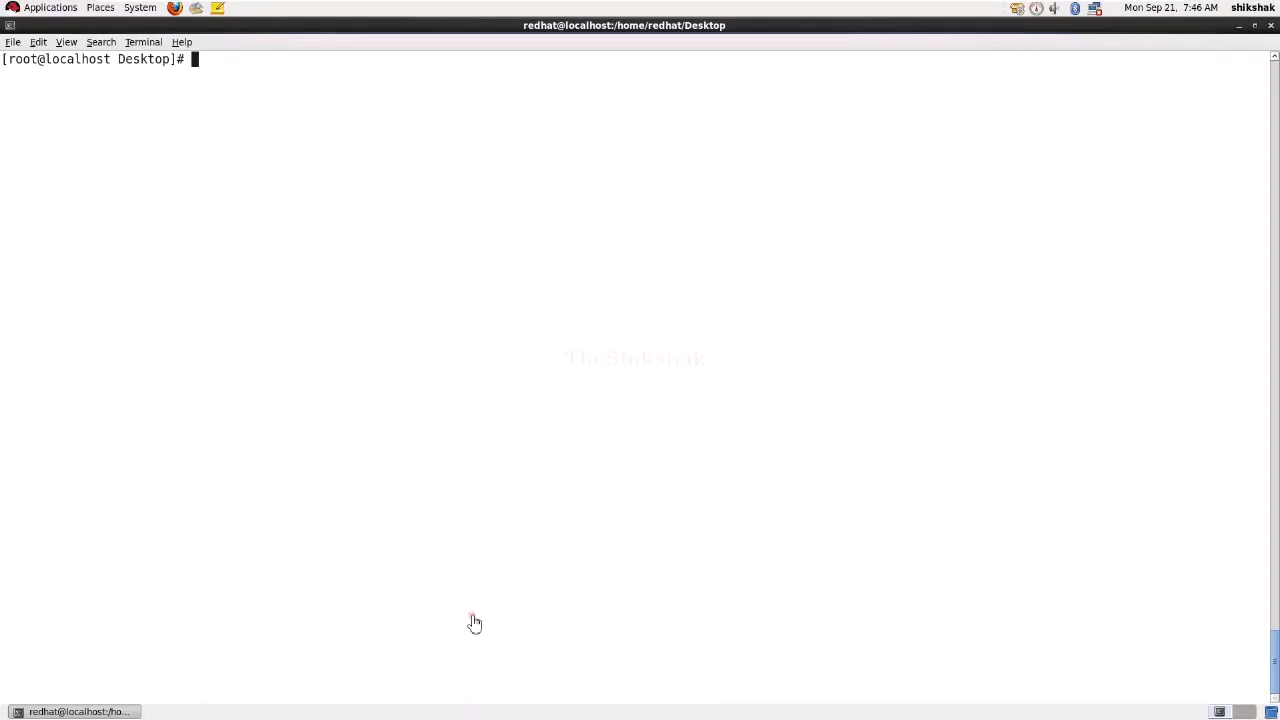 Applications Places System Mon Sep 21, 7:46 AM shikshak
redhat@localhost:/home/redhat/Desktop
File Edit View Search Terminal Help
[root@localhost Desktop]#
TheShikshak
redhat@localhost:/ho...